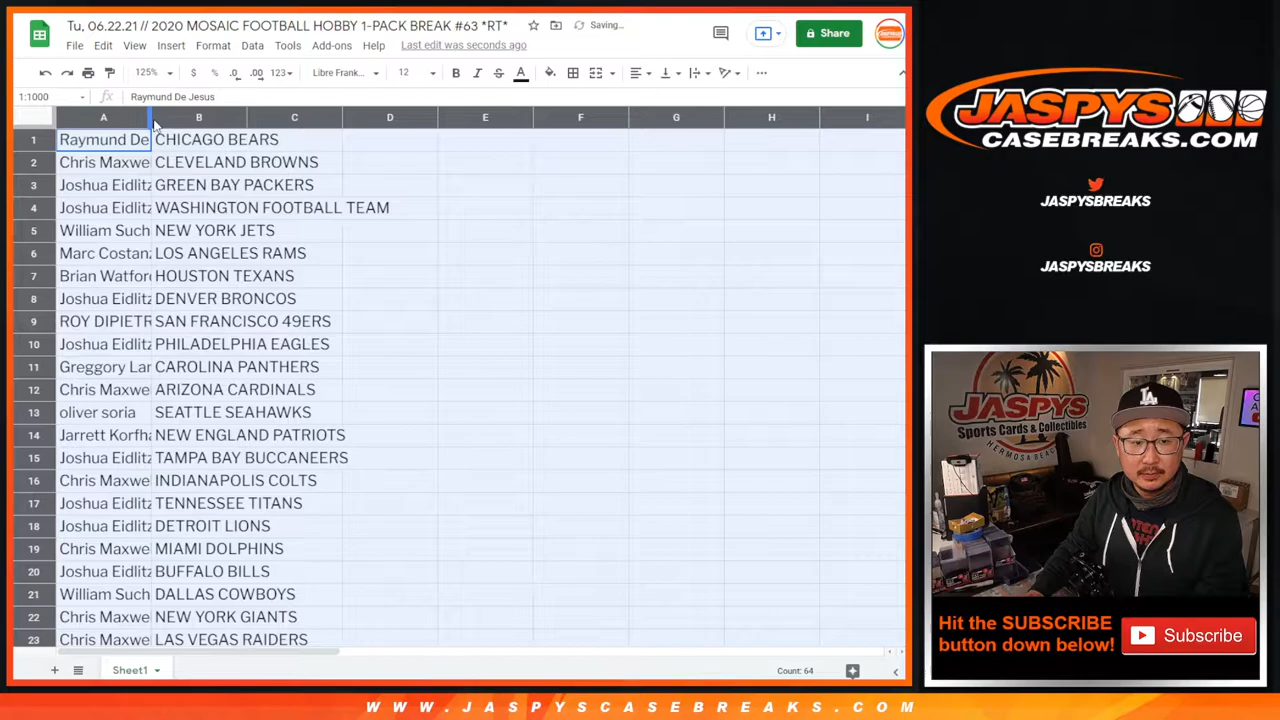 Tu, 06.22.21 // 2020 MOSAIC FOOTBALL HOBBY 1-PACK BREAK #63 *RT*
Saving...
File Edit View Insert Format Data Tools Add-ons Help Last edit was seconds ago
Share
125% $ % .0 .00 123 Libre Frank... 12 B I S A
1:1000 fx Raymund De Jesus
A B C D E F G H I
1 Raymund De CHICAGO BEARS
2 Chris Maxwe CLEVELAND BROWNS
3 Joshua Eidlitz GREEN BAY PACKERS
4 Joshua Eidlitz WASHINGTON FOOTBALL TEAM
5 William Such NEW YORK JETS
6 Marc Costanz LOS ANGELES RAMS
7 Brian Watford HOUSTON TEXANS
8 Joshua Eidlitz DENVER BRONCOS
9 ROY DIPIETR SAN FRANCISCO 49ERS
10 Joshua Eidlitz PHILADELPHIA EAGLES
11 Greggory Lar CAROLINA PANTHERS
12 Chris Maxwe ARIZONA CARDINALS
13 oliver soria SEATTLE SEAHAWKS
14 Jarrett Korfha NEW ENGLAND PATRIOTS
15 Joshua Eidlitz TAMPA BAY BUCCANEERS
16 Chris Maxwe INDIANAPOLIS COLTS
17 Joshua Eidlitz TENNESSEE TITANS
18 Joshua Eidlitz DETROIT LIONS
19 Chris Maxwe MIAMI DOLPHINS
20 Joshua Eidlitz BUFFALO BILLS
21 William Such DALLAS COWBOYS
22 Chris Maxwe NEW YORK GIANTS
23 Chris Maxwe LAS VEGAS RAIDERS
Sheet1
Count: 64
JASPYS
CASEBREAKS.COM
JASPYSBREAKS
JASPYSBREAKS
JASPYS
Sports Cards & Collectibles
HERMOSA BEACH
LA
Hit the SUBSCRIBE
button down below!
Subscribe
WWW.JASPYSCASEBREAKS.COM